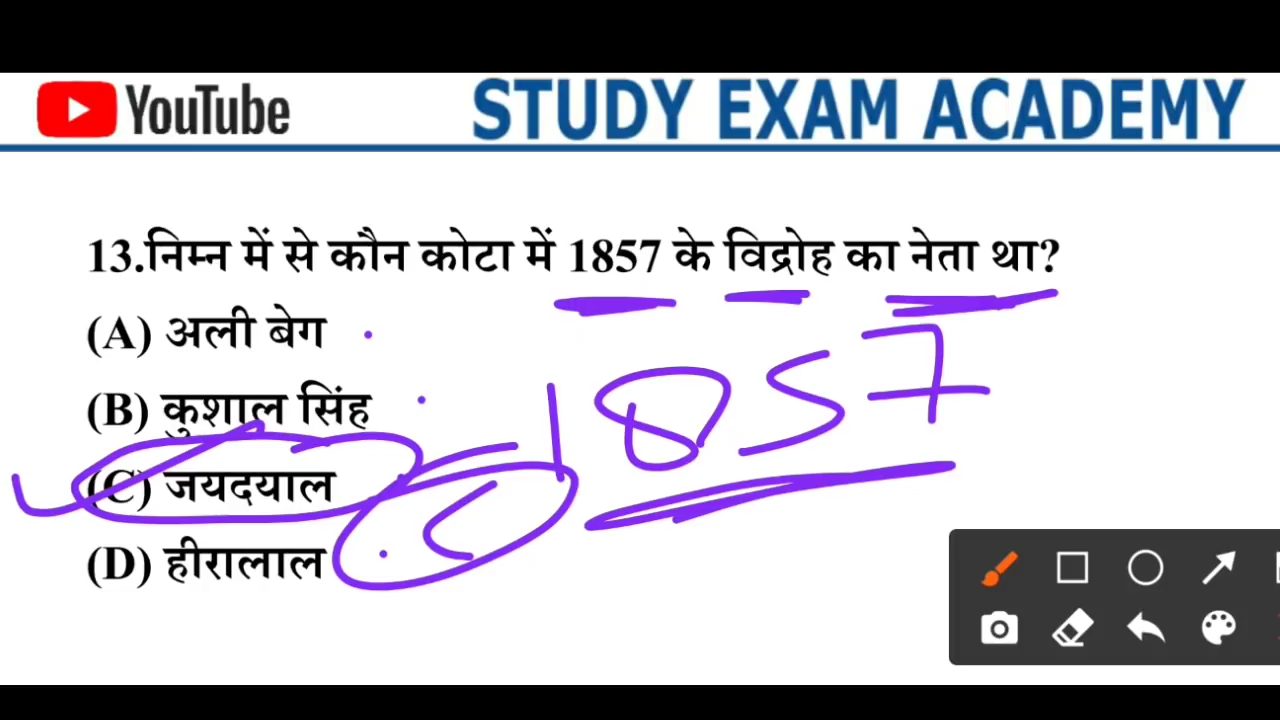 YouTube STUDY EXAM ACADEMY
13.निम्न में से कौन कोटा में 1857 के विद्रोह का नेता था?
(A) अली बेग
(B) कुशाल सिंह
1857
(C) जयदयाल
C
(D) हीरालाल